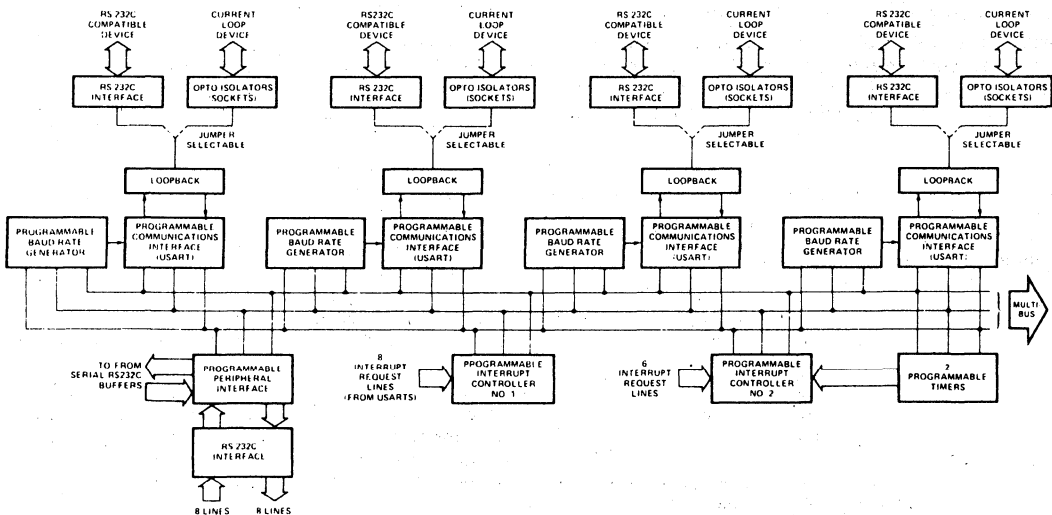 RS 232C
COMPATIBLE
DEVICE
CURRENT
LOOP
DEVICE
RS232C
COMPATIBLE
DEVICE
CURRENT
LOOP
DEVICE
RS 232C
COMPATIBLE
DEVICE
CURRENT
LOOP
DEVICE
RS 232C
COMPATIBLE
DEVICE
CURRENT
LOOP
DEVICE
RS 232C
INTERFACE
OPTO ISOLATORS
(SOCKETS)
RS 232C
INTERFACE
OPTO ISOLATORS
(SOCKETS)
RS 232C
INTERFACE
OPTO ISOLATORS
(SOCKETS)
RS 232C
INTERFACE
OPTO ISOLATORS
(SOCKETS)
JUMPER
SELECTABLE
JUMPER
SELECTABLE
JUMPER
SELECTABLE
JUMPER
SELECTABLE
LOOPBACK
LOOPBACK
LOOPBACK
LOOPBACK
PROGRAMMABLE
BAUD RATE
GENERATOR
PROGRAMMABLE
COMMUNICATIONS
INTERFACE
(USART)
PROGRAMMABLE
BAUD RATE
GENERATOR
PROGRAMMABLE
COMMUNICATIONS
INTERFACE
(USART)
PROGRAMMABLE
BAUD RATE
GENERATOR
PROGRAMMABLE
COMMUNICATIONS
INTERFACE
(USART)
PROGRAMMABLE
BAUD RATE
GENERATOR
PROGRAMMABLE
COMMUNICATIONS
INTERFACE
(USART)
MULTI
BUS
TO FROM
SERIAL RS232C
BUFFERS
PROGRAMMABLE
PERIPHERAL
INTERFACE
8
INTERRUPT
REQUEST
LINES
(FROM USARTS)
PROGRAMMABLE
INTERRUPT
CONTROLLER
NO 1
6
INTERRUPT
REQUEST
LINES
PROGRAMMABLE
INTERRUPT
CONTROLLER
NO 2
2
PROGRAMMABLE
TIMERS
RS 232C
INTERFACE
8 LINES
8 LINES